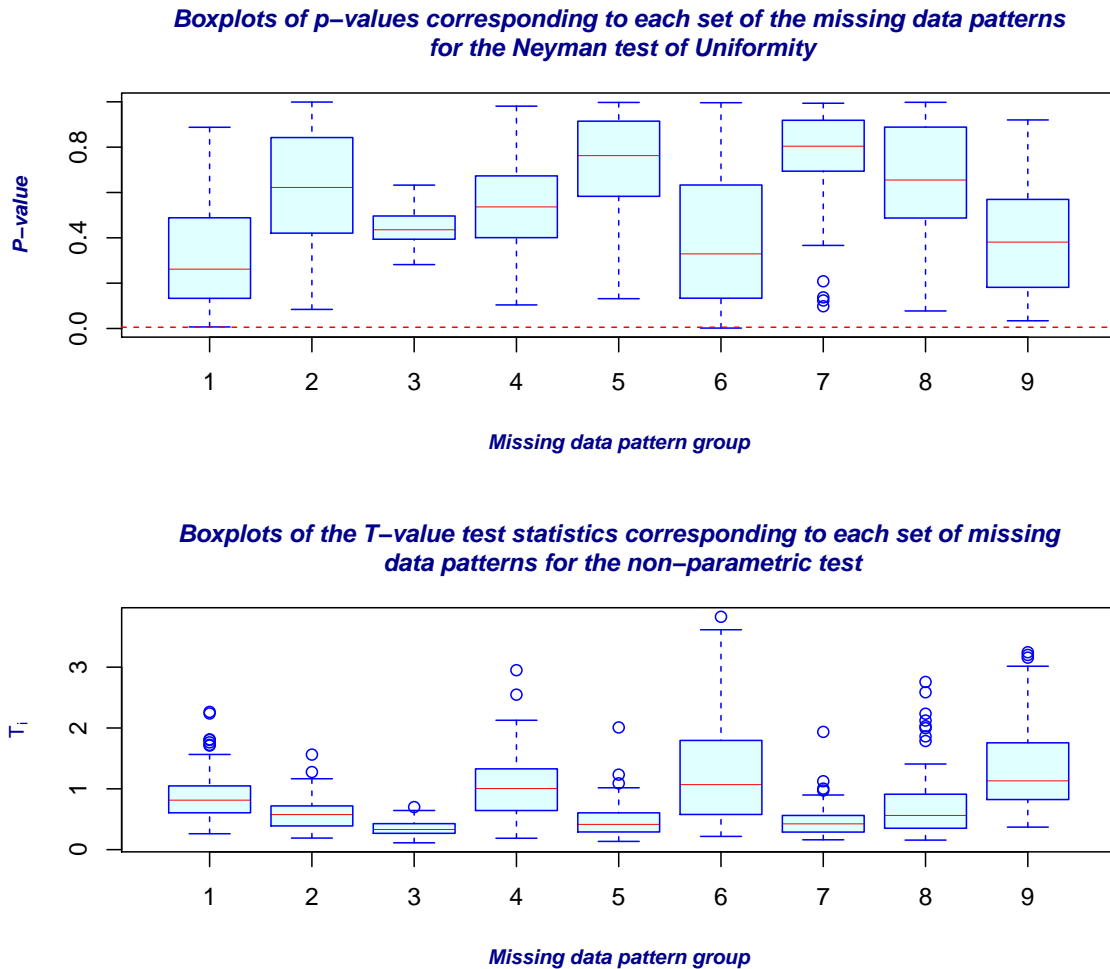 Boxplots of p−values corresponding to each set of the missing data patterns
for the Neyman test of Uniformity
P−value
0.8
0.4
0.0
1 2 3 4 5 6 7 8 9
Missing data pattern group
Boxplots of the T−value test statistics corresponding to each set of missing
data patterns for the non−parametric test
T_i
3
2
1
0
1 2 3 4 5 6 7 8 9
Missing data pattern group